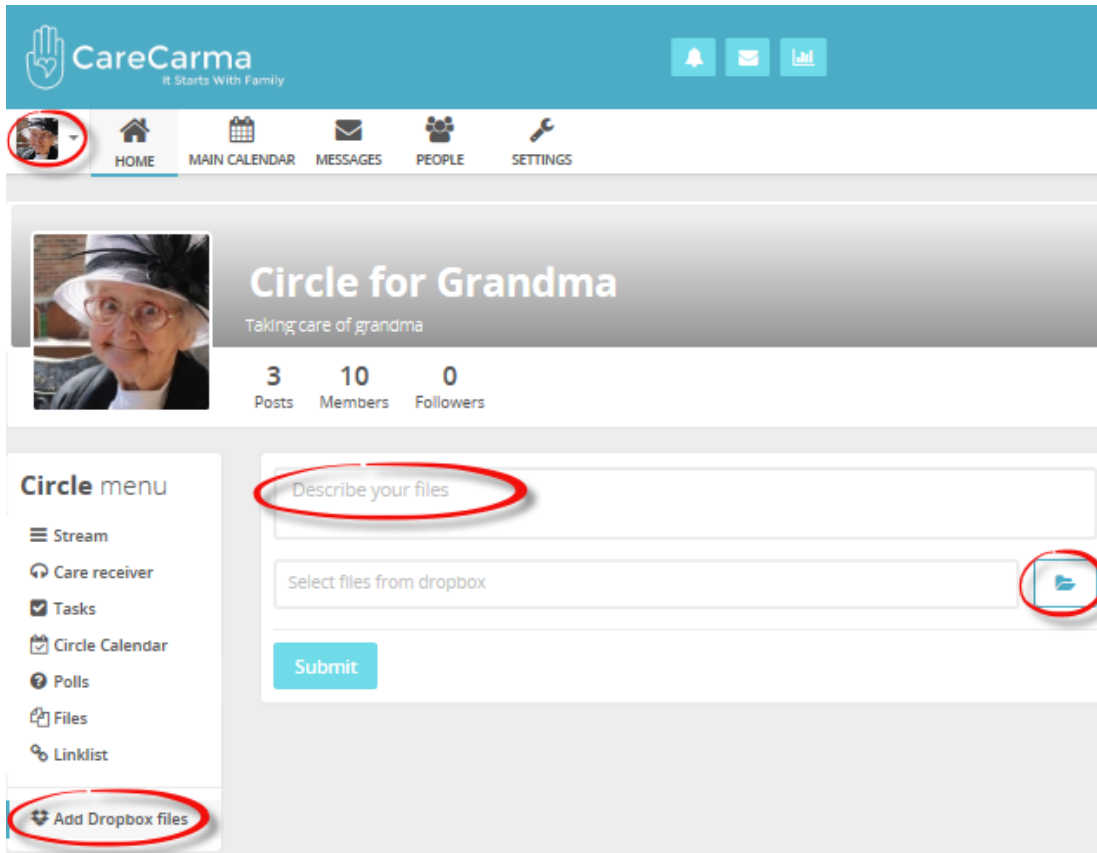 CareCarma
It Starts With Family
HOME
MAIN CALENDAR
MESSAGES
PEOPLE
SETTINGS
Circle for Grandma
Taking care of grandma
3 10 0
Posts Members Followers
Circle menu
Stream
Care receiver
Tasks
Circle Calendar
Polls
Files
Linklist
Add Dropbox files
Describe your files
Select files from dropbox
Submit